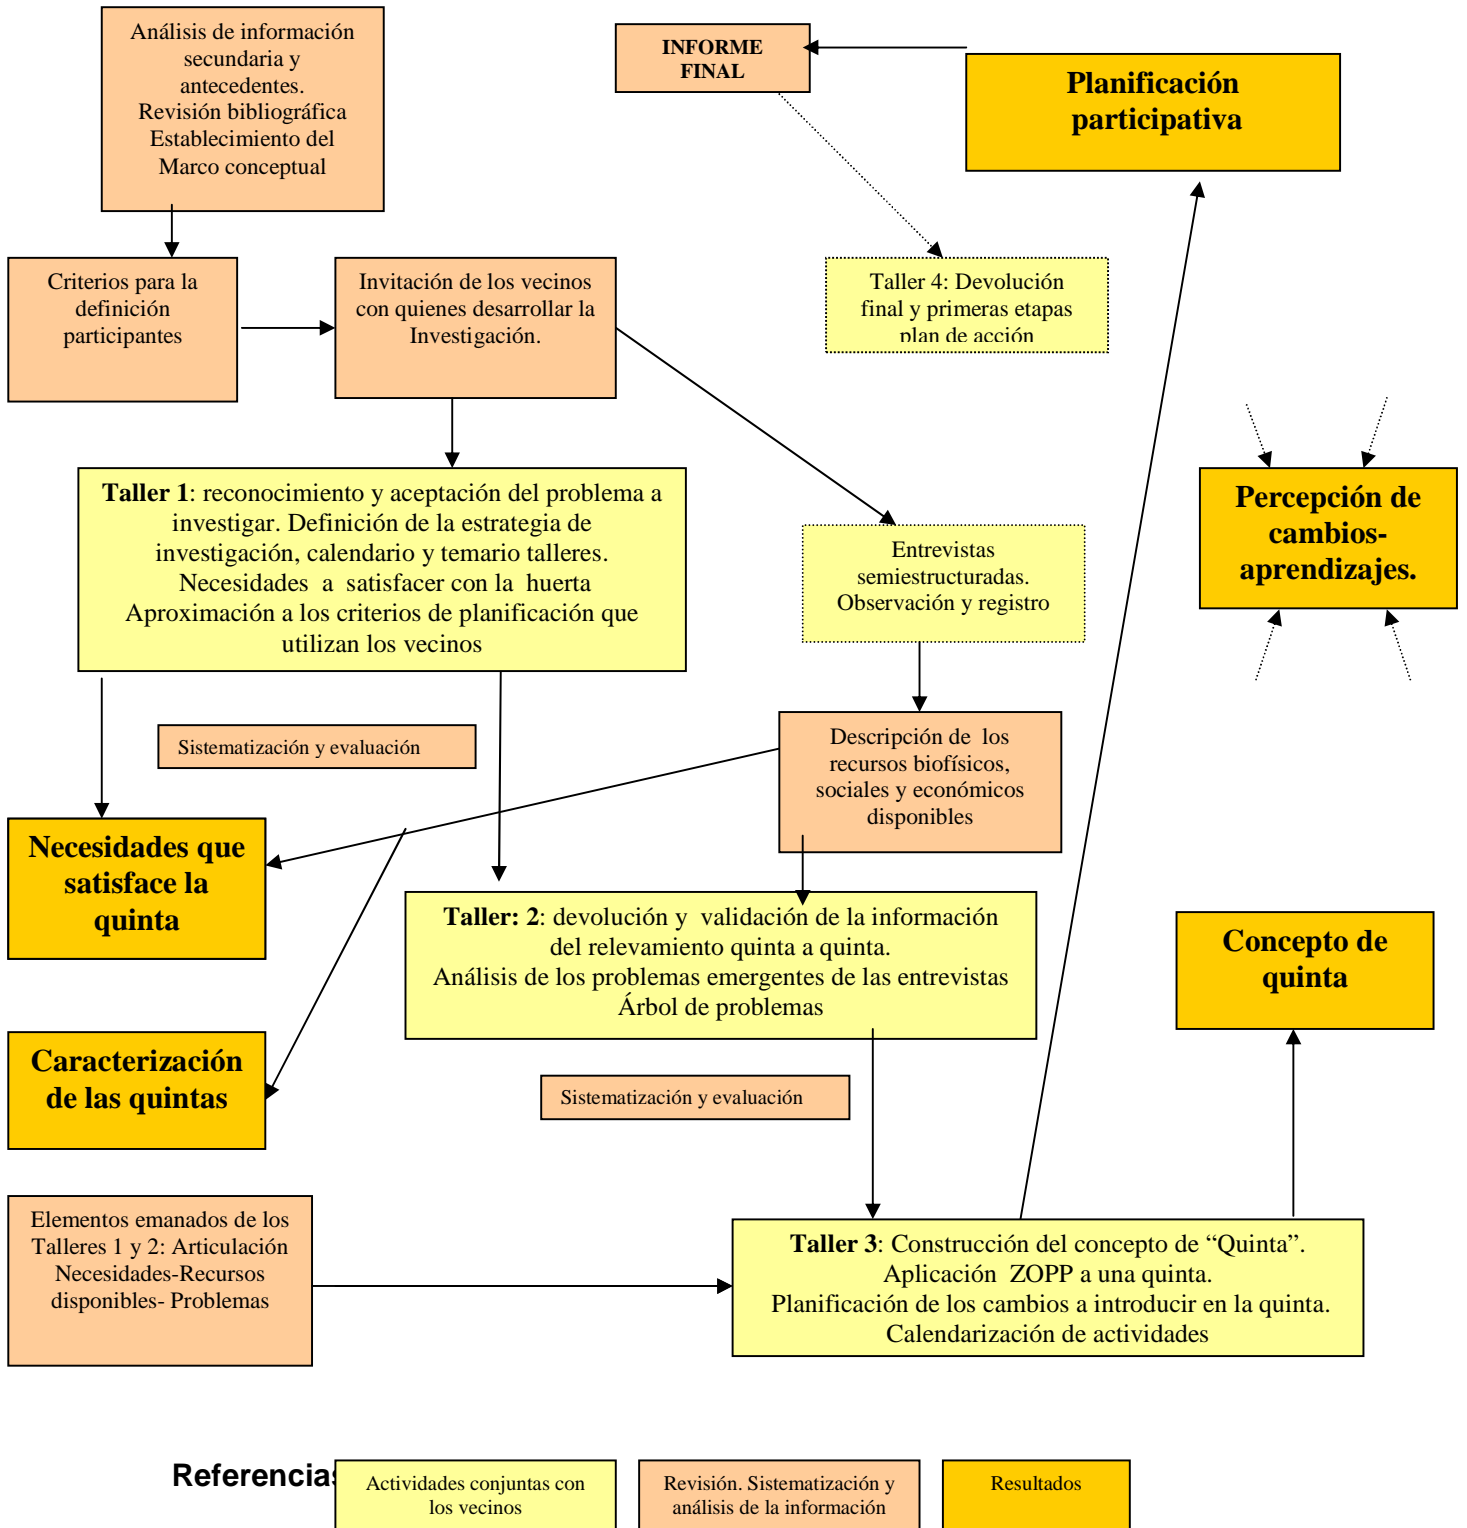 Análisis de información
secundaria y
antecedentes.
Revisión bibliográfica
Establecimiento del
Marco conceptual
INFORME
FINAL
Planificación
participativa
Criterios para la
definición
participantes
Invitación de los vecinos
con quienes desarrollar la
Investigación.
Taller 4: Devolución
final y primeras etapas
plan de acción
Taller 1: reconocimiento y aceptación del problema a
investigar. Definición de la estrategia de
investigación, calendario y temario talleres.
Necesidades a satisfacer con la huerta
Aproximación a los criterios de planificación que
utilizan los vecinos
Entrevistas
semiestructuradas.
Observación y registro
Percepción de
cambios-
aprendizajes.
Sistematización y evaluación
Descripción de los
recursos biofísicos,
sociales y económicos
disponibles
Necesidades que
satisface la
quinta
Taller: 2: devolución y validación de la información
del relevamiento quinta a quinta.
Análisis de los problemas emergentes de las entrevistas
Árbol de problemas
Concepto de
quinta
Caracterización
de las quintas
Sistematización y evaluación
Elementos emanados de los
Talleres 1 y 2: Articulación
Necesidades-Recursos
disponibles- Problemas
Taller 3: Construcción del concepto de “Quinta”.
Aplicación ZOPP a una quinta.
Planificación de los cambios a introducir en la quinta.
Calendarización de actividades
Referencias
Actividades conjuntas con
los vecinos
Revisión. Sistematización y
análisis de la información
Resultados